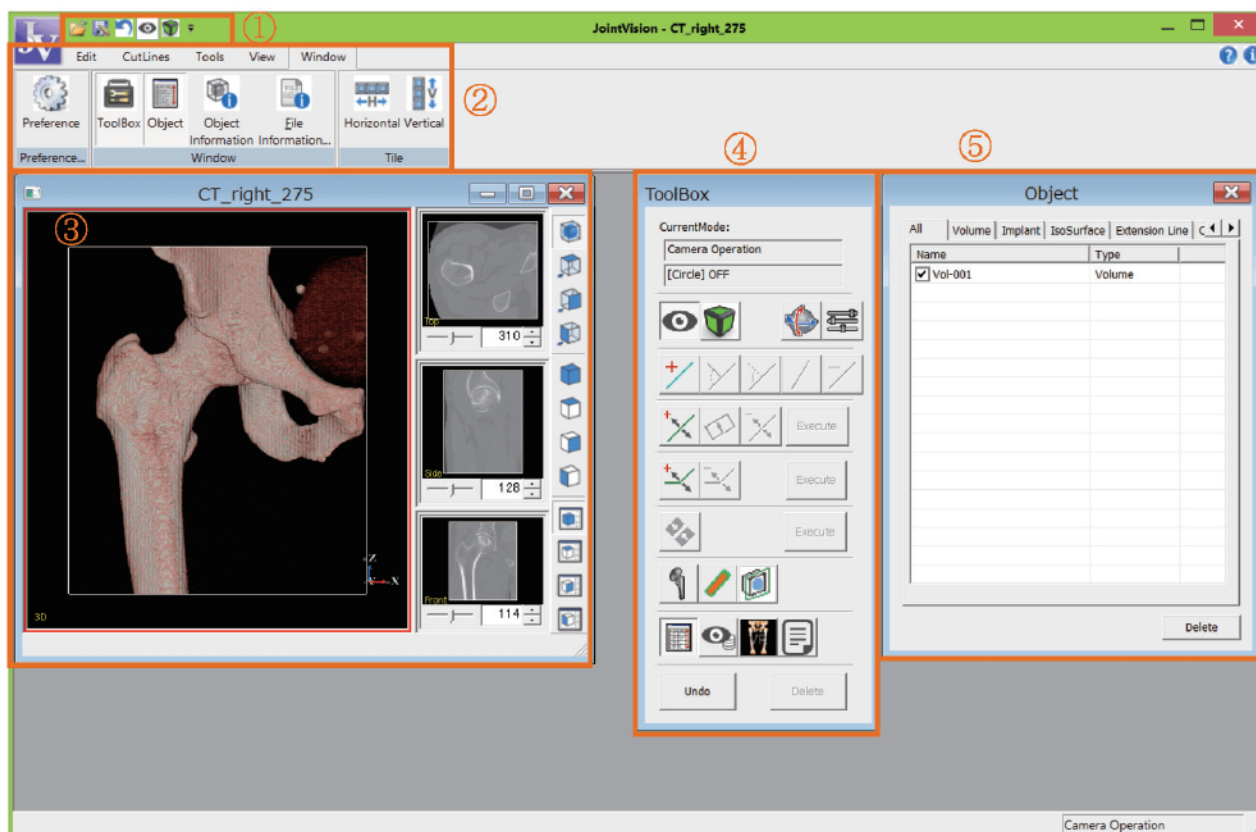 JV
①
JointVision - CT_right_275
Edit CutLines Tools View Window
Preference ToolBox Object Object Information File Information... Horizontal Vertical
H V
Preference... Window Tile
②
③
CT_right_275
Top
310
Side
128
Front
114
3D
Z
Y X
④
ToolBox
CurrentMode:
Camera Operation
[Circle] OFF
Execute
Execute
Execute
Undo Delete
⑤
Object
All Volume Implant IsoSurface Extension Line C
Name Type
Vol-001 Volume
Delete
Camera Operation